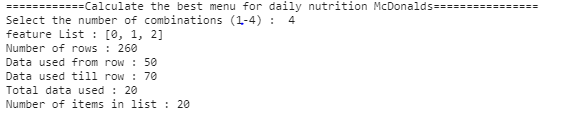 ============Calculate the best menu for daily nutrition McDonalds================
Select the number of combinations (1-4) :  4
feature List : [0, 1, 2]
Number of rows : 260
Data used from row : 50
Data used till row : 70
Total data used : 20
Number of items in list : 20